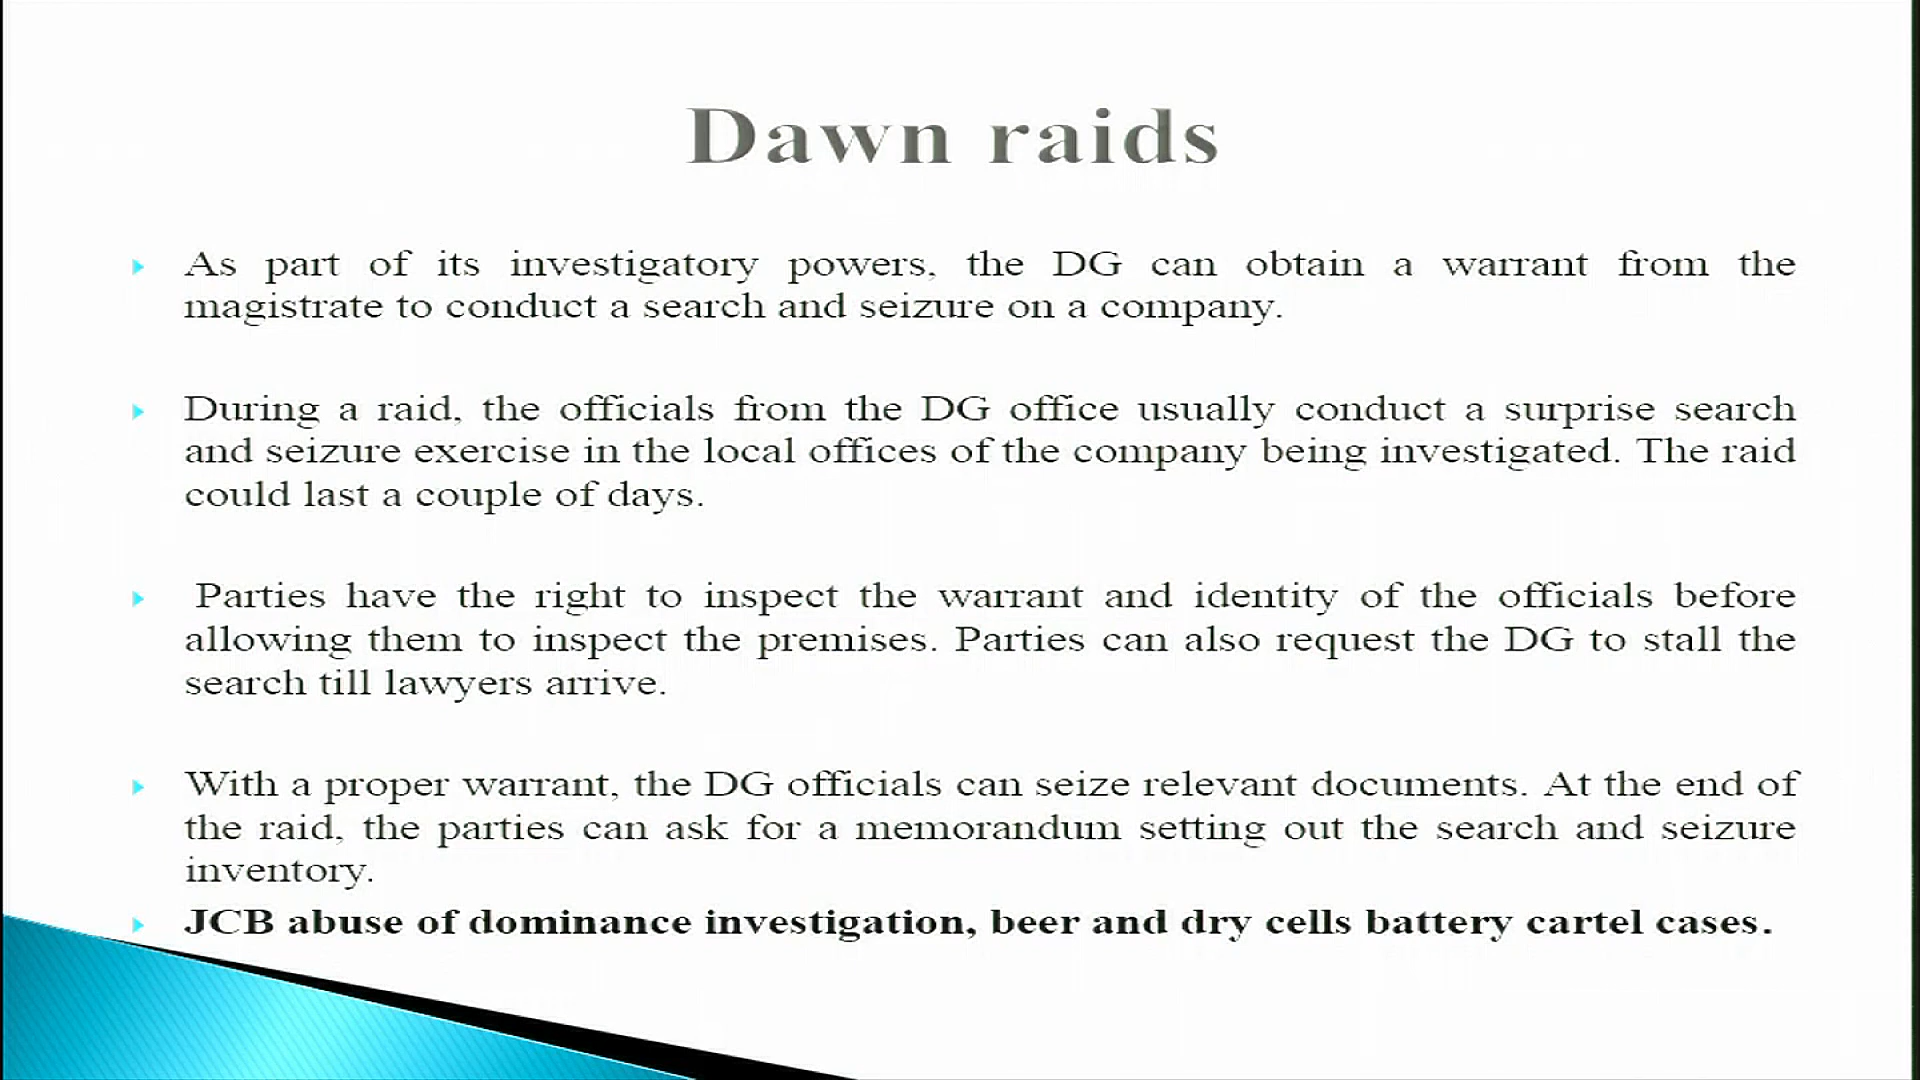 Dawn raids
As part of its investigatory powers, the DG can obtain a warrant from the
magistrate to conduct a search and seizure on a company.
During a raid, the officials from the DG office usually conduct a surprise search
and seizure exercise in the local offices of the company being investigated. The raid
could last a couple of days.
Parties have the right to inspect the warrant and identity of the officials before
allowing them to inspect the premises. Parties can also request the DG to stall the
search till lawyers arrive.
With a proper warrant, the DG officials can seize relevant documents. At the end of
the raid, the parties can ask for a memorandum setting out the search and seizure
inventory.
JCB abuse of dominance investigation, beer and dry cells battery cartel cases.